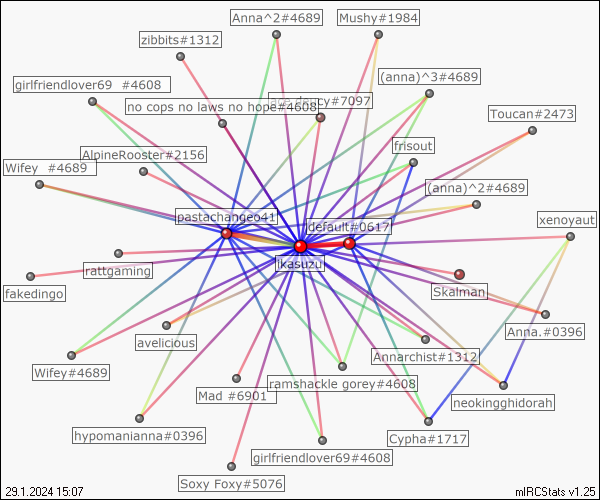 Anna^2#4689
Mushy#1984
zibbits#1312
(anna)^3#4689
girlfriendlover69 #4608
no cops no laws no hope#4608
#7097
Toucan#2473
frisout
AlpineRooster#2156
Wifey #4689
(anna)^2#4689
pastachangeo41
default#0617
xenoyaut
ikasuzu
rattgaming
Skalman
fakedingo
Anna.#0396
avelicious
Annarchist#1312
Wifey#4689
ramshackle gorey#4608
Mad #6901
neokingghidorah
hypomanianna#0396
Cypha#1717
girlfriendlover69#4608
Soxy Foxy#5076
29.1.2024 15:07
mIRCStats v1.25